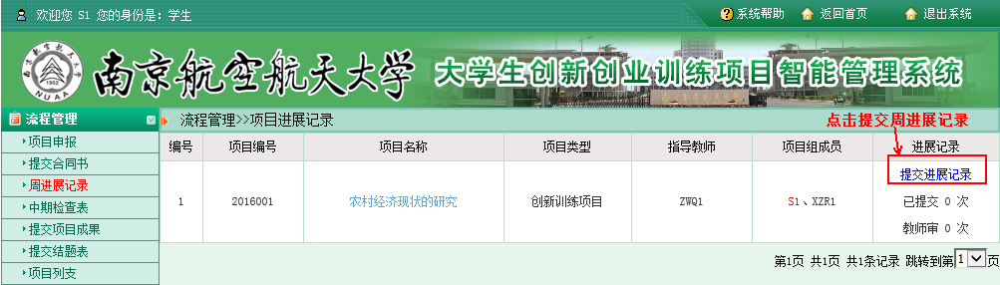 欢迎您 S1 您的身份是：学生
系统帮助 返回首页 退出系统
1952
NUAA
南京航空航天大学 大学生创新创业训练项目智能管理系统
流程管理
项目申报
提交合同书
周进展记录
中期检查表
提交项目成果
提交结题表
项目列支
流程管理>>项目进展记录
点击提交周进展记录
编号 项目编号 项目名称 项目类型 指导教师 项目组成员 进展记录
1 2016001 农村经济现状的研究 创新训练项目 ZWQ1 S1、XZR1
提交进展记录
已提交 0 次
教师审 0 次
第1页 共1页 共1条记录 跳转到第1页